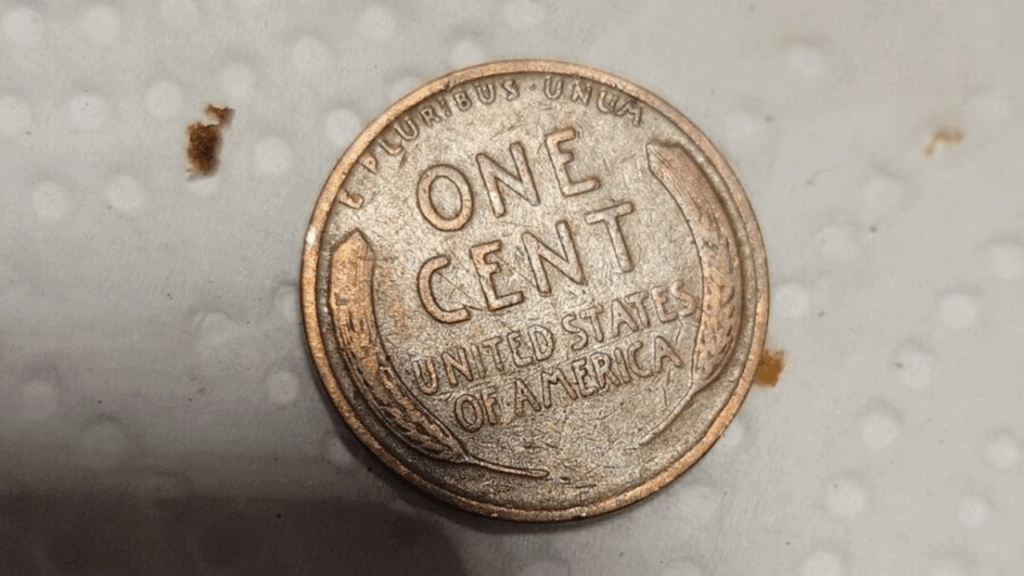 E·PLURIBUS·UNUM
ONE
CENT
UNITED STATES
OF AMERICA